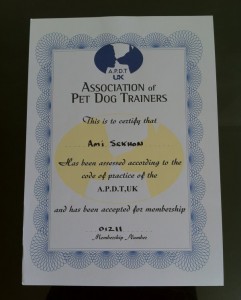 A.P.D.T
UK
ASSOCIATION of
PET DOG TRAINERS
This is to certify that
AMI SEKHON
Has been assessed according to the
code of practice of the
A.P.D.T.UK
and has been accepted for membership
01233
Membership Number